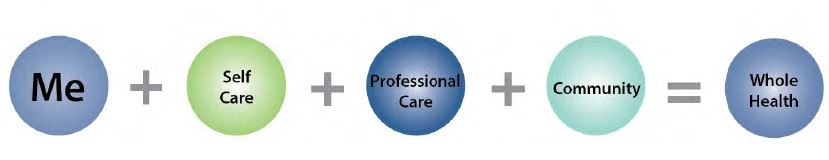 Me + Self Care + Professional Care + Community = Whole Health